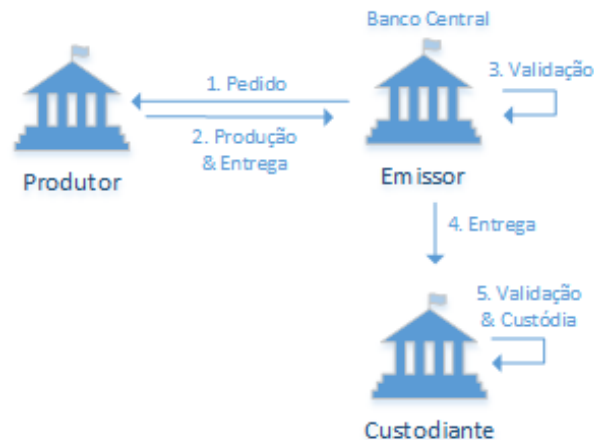 Banco Central
1. Pedido
3. Validação
2. Produção
& Entrega
Produtor
Emissor
4. Entrega
5. Validação
& Custódia
Custodiante